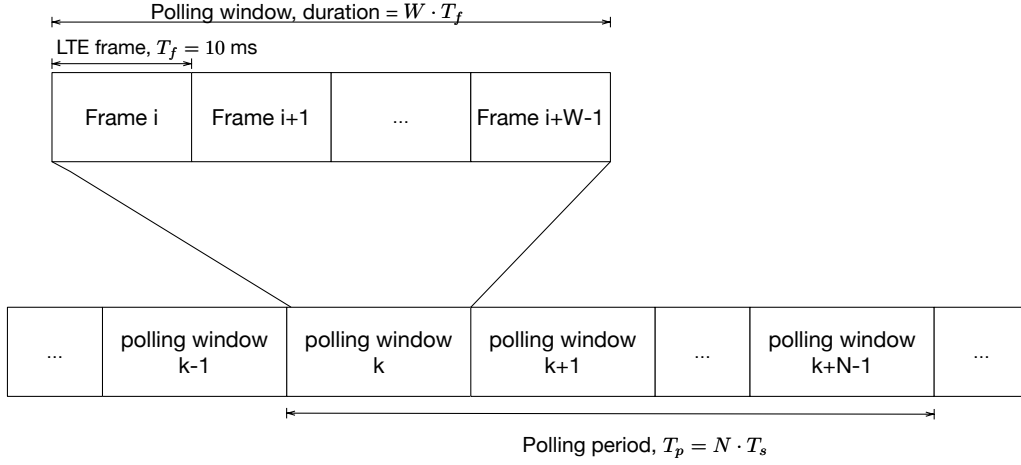 Polling window, duration = W · T_f
LTE frame, T_f = 10 ms
Frame i
Frame i+1
...
Frame i+W-1
...
polling window
k-1
polling window
k
polling window
k+1
...
polling window
k+N-1
...
Polling period, T_p = N · T_s